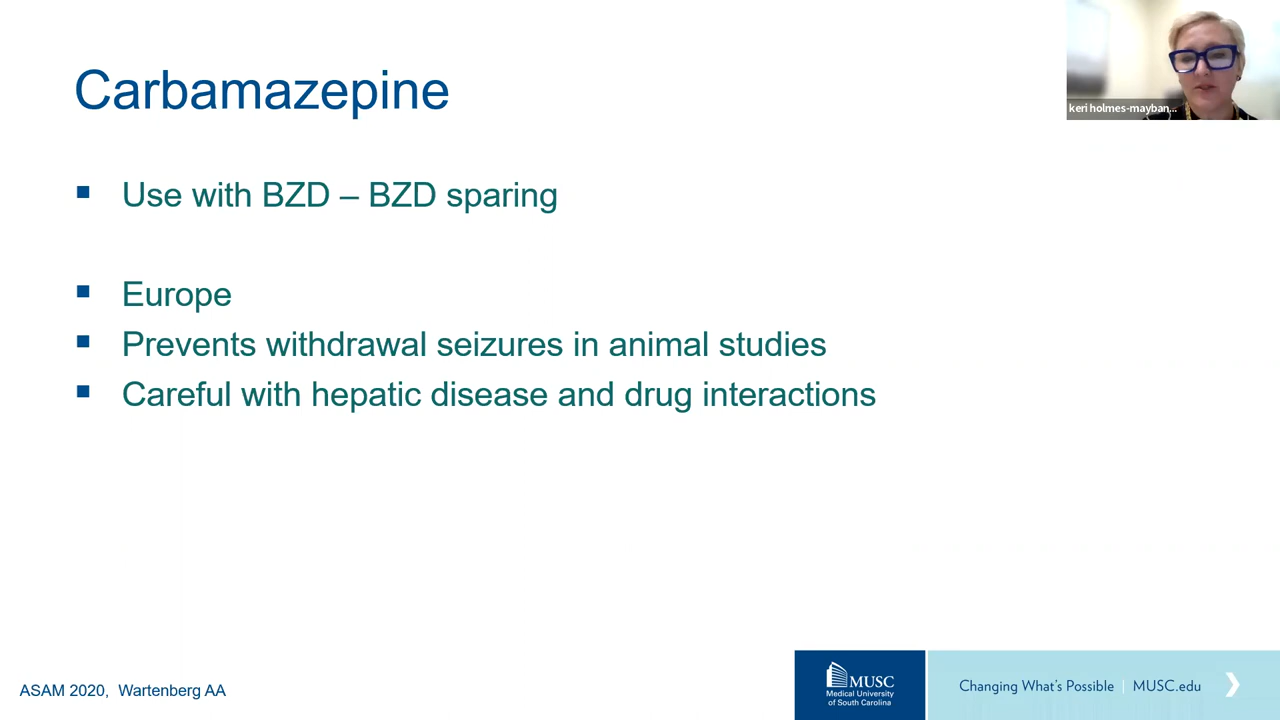 Carbamazepine
keri holmes-mayban...
▪ Use with BZD – BZD sparing
▪ Europe
▪ Prevents withdrawal seizures in animal studies
▪ Careful with hepatic disease and drug interactions
ASAM 2020, Wartenberg AA
MUSC
Medical University
of South Carolina
Changing What's Possible | MUSC.edu